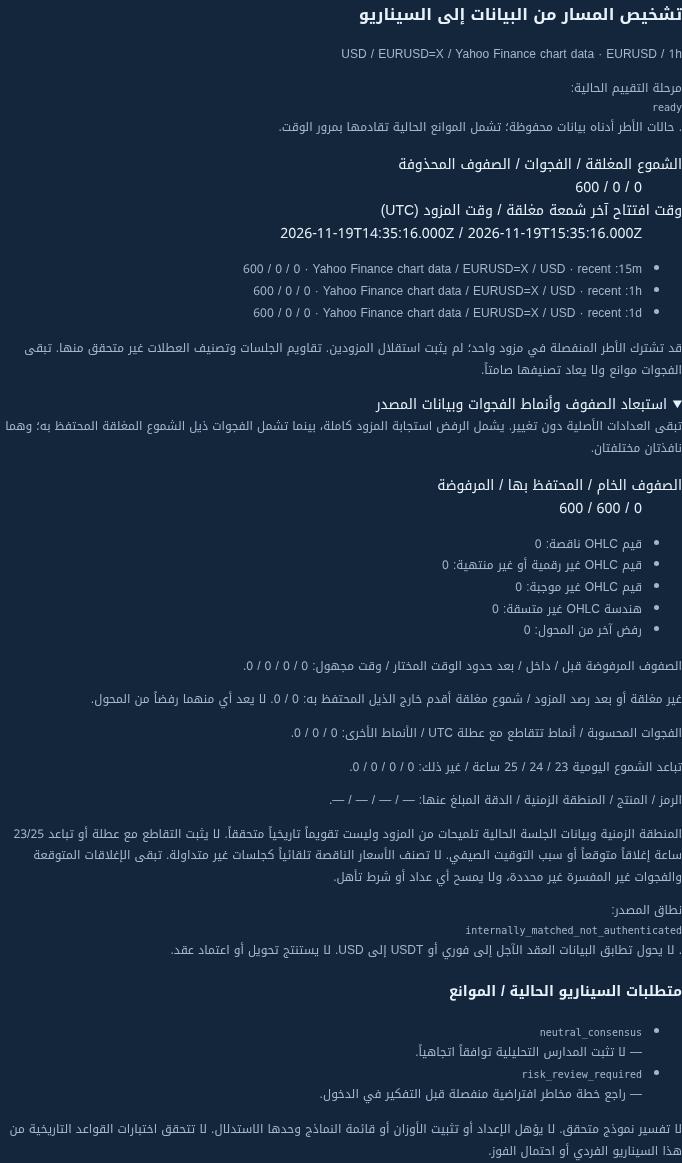 تشخيص المسار من البيانات إلى السيناريو
USD / EURUSD=X / Yahoo Finance chart data · EURUSD / 1h
مرحلة التقييم الحالية:
ready
. حالات الأطر أدناه بيانات محفوظة؛ تشمل الموانع الحالية تقادمها بمرور الوقت.
الشموع المغلقة / الفجوات / الصفوف المحذوفة
600 / 0 / 0
وقت افتتاح آخر شمعة مغلقة / وقت المزود (UTC)
2026-11-19T14:35:16.000Z / 2026-11-19T15:35:16.000Z
600 / 0 / 0 · Yahoo Finance chart data / EURUSD=X / USD · recent :15m
600 / 0 / 0 · Yahoo Finance chart data / EURUSD=X / USD · recent :1h
600 / 0 / 0 · Yahoo Finance chart data / EURUSD=X / USD · recent :1d
قد تشترك الأطر المنفصلة في مزود واحد؛ لم يثبت استقلال المزودين. تقاويم الجلسات وتصنيف العطلات غير متحقق منها. تبقى
الفجوات موانع ولا يعاد تصنيفها صامتاً.
▼ استبعاد الصفوف وأنماط الفجوات وبيانات المصدر
تبقى العدادات الأصلية دون تغيير. يشمل الرفض استجابة المزود كاملة، بينما تشمل الفجوات ذيل الشموع المغلقة المحتفظ به؛ وهما
نافذتان مختلفتان.
الصفوف الخام / المحتفظ بها / المرفوضة
600 / 600 / 0
قيم OHLC ناقصة: 0
قيم OHLC غير رقمية أو غير منتهية: 0
قيم OHLC غير موجبة: 0
هندسة OHLC غير متسقة: 0
رفض آخر من المحول: 0
الصفوف المرفوضة قبل / داخل / بعد حدود الوقت المختار / وقت مجهول: 0 / 0 / 0 / 0.
غير مغلقة أو بعد رصد المزود / شموع مغلقة أقدم خارج الذيل المحتفظ به: 0 / 0. لا يعد أي منهما رفضاً من المحول.
الفجوات المحسوبة / أنماط تتقاطع مع عطلة UTC / الأنماط الأخرى: 0 / 0 / 0.
تباعد الشموع اليومية 23 / 24 / 25 ساعة / غير ذلك: 0 / 0 / 0 / 0.
الرمز / المنتج / المنطقة الزمنية / الدقة المبلغ عنها: — / — / — / —.
المنطقة الزمنية وبيانات الجلسة الحالية تلميحات من المزود وليست تقويماً تاريخياً متحققاً. لا يثبت التقاطع مع عطلة أو تباعد 23/25
ساعة إغلاقاً متوقعاً أو سبب التوقيت الصيفي. لا تصنف الأسعار الناقصة تلقائياً كجلسات غير متداولة. تبقى الإغلاقات المتوقعة
والفجوات غير المفسرة غير محددة، ولا يمسح أي عداد أو شرط تأهل.
نطاق المصدر:
internally_matched_not_authenticated
. لا يحول تطابق البيانات العقد الآجل إلى فوري أو USDT إلى USD. لا يستنتج تحويل أو اعتماد عقد.
متطلبات السيناريو الحالية / الموانع
neutral_consensus
— لا تثبت المدارس التحليلية توافقاً اتجاهياً.
risk_review_required
— راجع خطة مخاطر افتراضية منفصلة قبل التفكير في الدخول.
لا تفسير نموذج متحقق. لا يؤهل الإعداد أو تثبيت الأوزان أو قائمة النماذج وحدها الاستدلال. لا تتحقق اختبارات القواعد التاريخية من
هذا السيناريو الفردي أو احتمال الفوز.